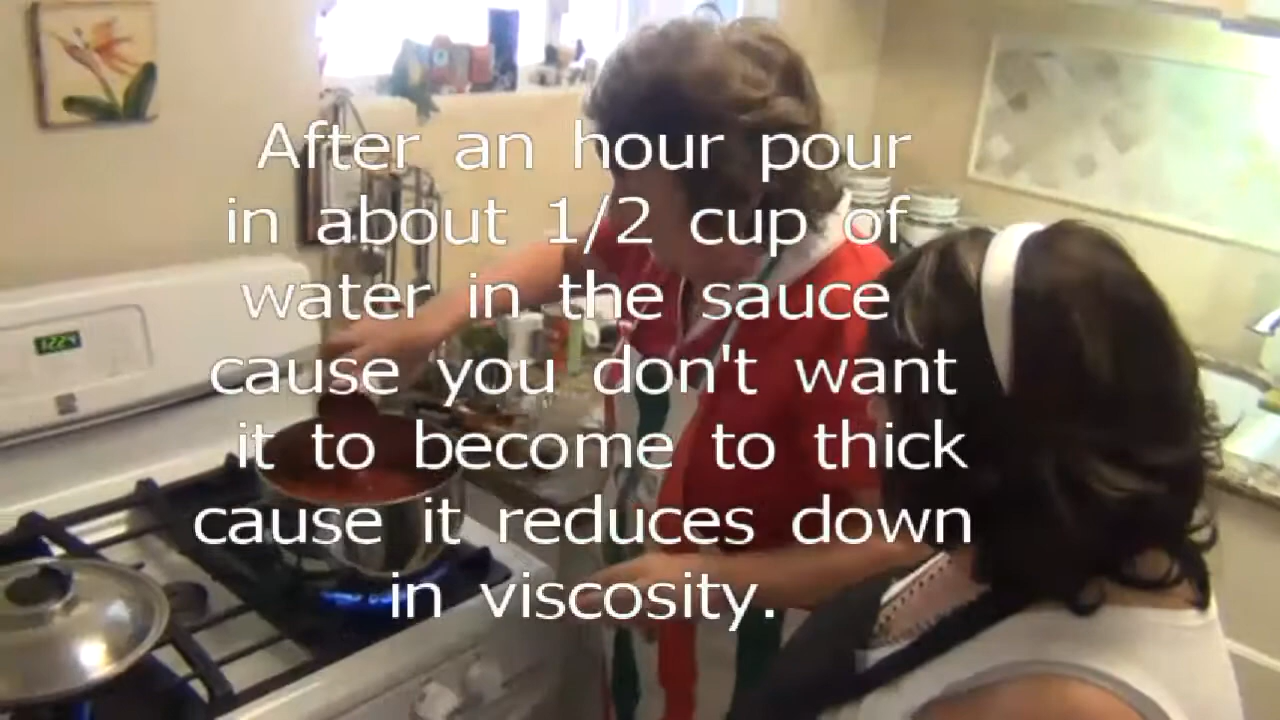 After an hour pour
in about 1/2 cup of
water in the sauce
cause you don't want
it to become to thick
cause it reduces down
in viscosity.